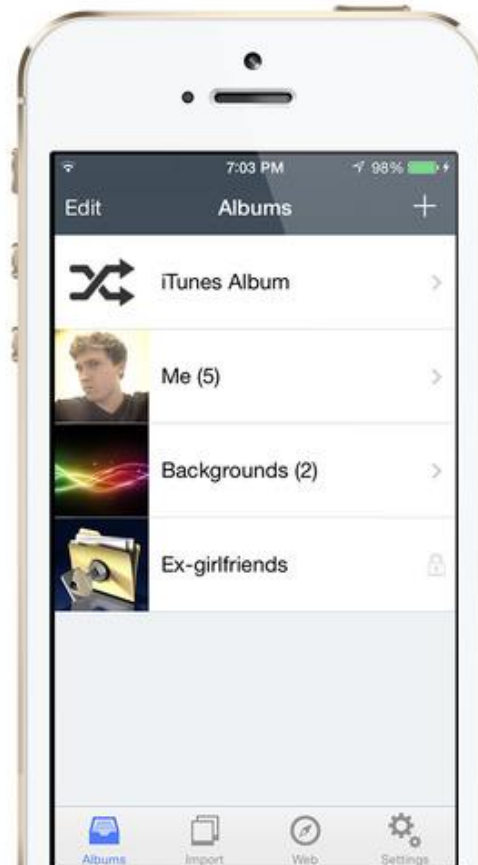 7:03 PM 98%
Edit Albums +
iTunes Album
Me (5)
Backgrounds (2)
Ex-girlfriends
Albums Import Web Settings